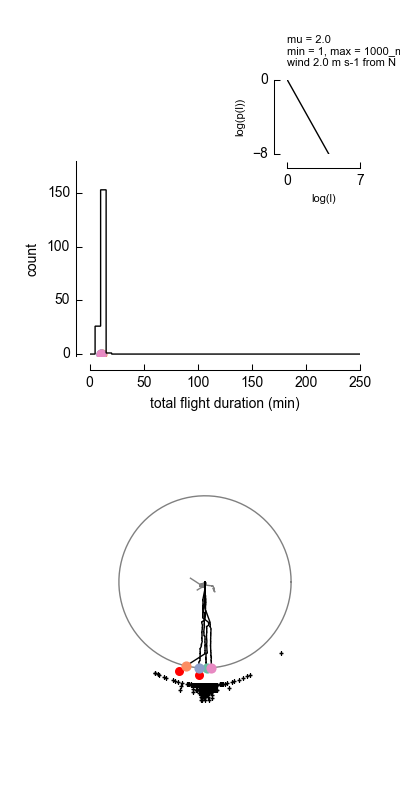 mu = 2.0
min = 1, max = 1000_m
wind 2.0 m s-1 from N
0
log(p(l))
−8
0 7
log(l)
150
count
100
50
0
0 50 100 150 200 250
total flight duration (min)